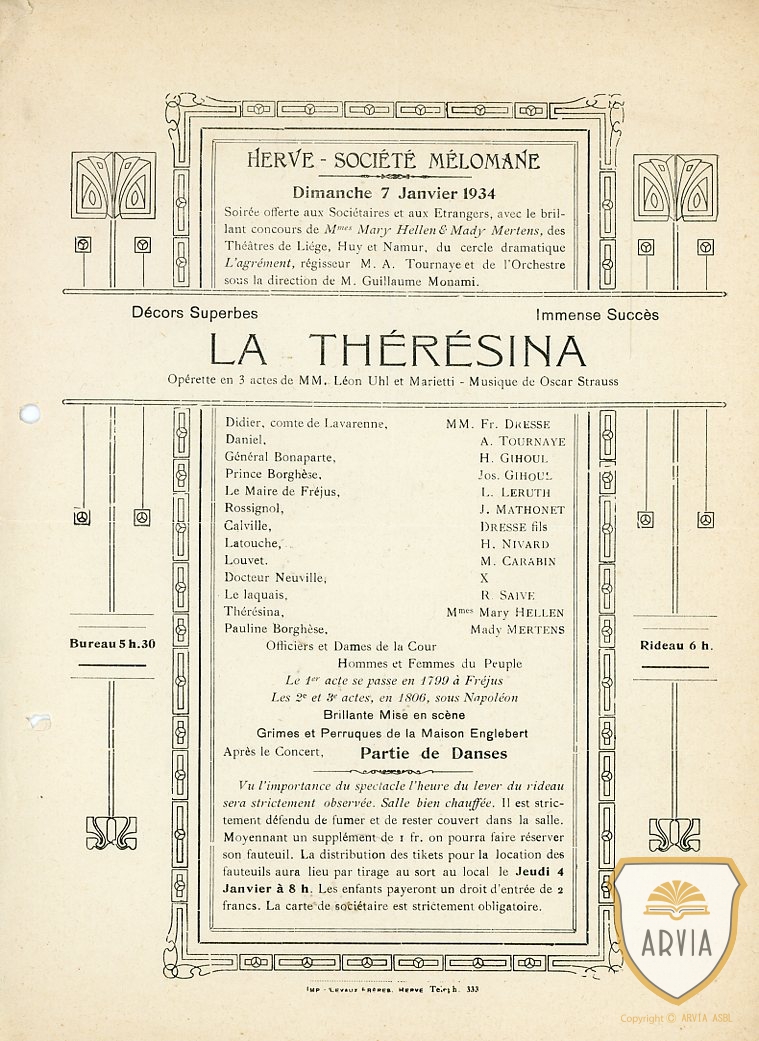 HERVE - SOCIÉTÉ MÉLOMANE
Dimanche 7 Janvier 1934
Soirée offerte aux Sociétaires et aux Etrangers, avec le bril-
lant concours de Mmes Mary Hellen & Mady Mertens, des
Théâtres de Liége, Huy et Namur, du cercle dramatique
L'agrément, régisseur M. A. Tournaye et de l'Orchestre
sous la direction de M. Guillaume Monami.
Décors Superbes Immense Succès
LA THÉRÉSINA
Opérette en 3 actes de MM. Léon Uhl et Marietti - Musique de Oscar Strauss
Didier, comte de Lavarenne, MM. Fr. DRESSE
Daniel, A. TOURNAYE
Général Bonaparte, H. GIHOUL
Prince Borghèse, Jos. GIHOUL
Le Maire de Fréjus, L. LERUTH
Rossignol, J. MATHONET
Calville, DRESSE fils
Latouche, H. NIVARD
Louvet. M. CARABIN
Docteur Neuville, X
Le laquais, R. SAIVE
Thérésina, Mmes Mary HELLEN
Pauline Borghèse, Mady MERTENS
Bureau 5 h. 30
Rideau 6 h.
Officiers et Dames de la Cour
Hommes et Femmes du Peuple
Le 1er acte se passe en 1799 à Fréjus
Les 2e et 3e actes, en 1806, sous Napoléon
Brillante Mise en scène
Grimes et Perruques de la Maison Englebert
Après le Concert, Partie de Danses
Vu l'importance du spectacle l'heure du lever du rideau
sera strictement observée. Salle bien chauffée. Il est stric-
tement défendu de fumer et de rester couvert dans la salle.
Moyennant un supplément de 1 fr. on pourra faire réserver
son fauteuil. La distribution des tikets pour la location des
fauteuils aura lieu par tirage au sort au local le Jeudi 4
Janvier à 8 h. Les enfants payeront un droit d'entrée de 2
francs. La carte de sociétaire est strictement obligatoire.
IMP - LEVAUX FRERES, HERVE Teleph. 333
ARVIA
Copyright © ARVIA ASBL